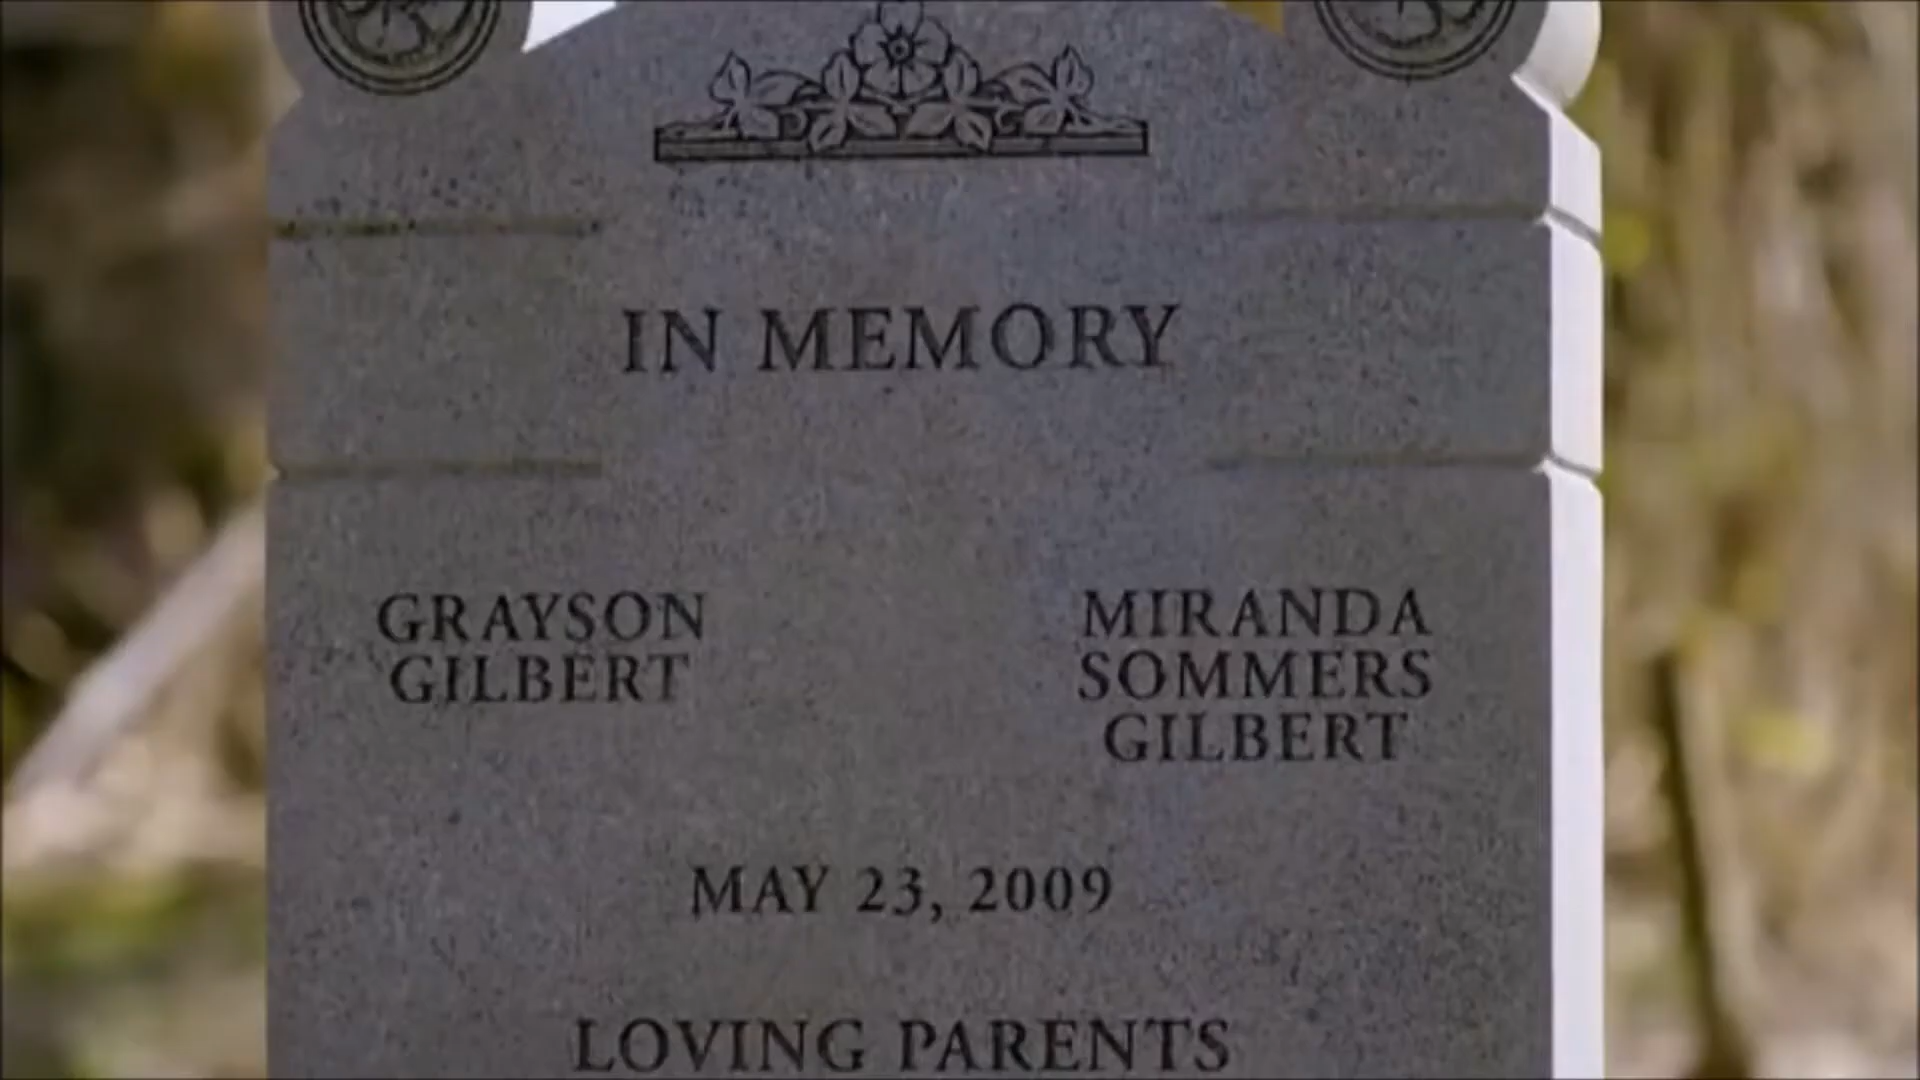 IN MEMORY
GRAYSON
GILBERT
MIRANDA
SOMMERS
GILBERT
MAY 23, 2009
LOVING PARENTS